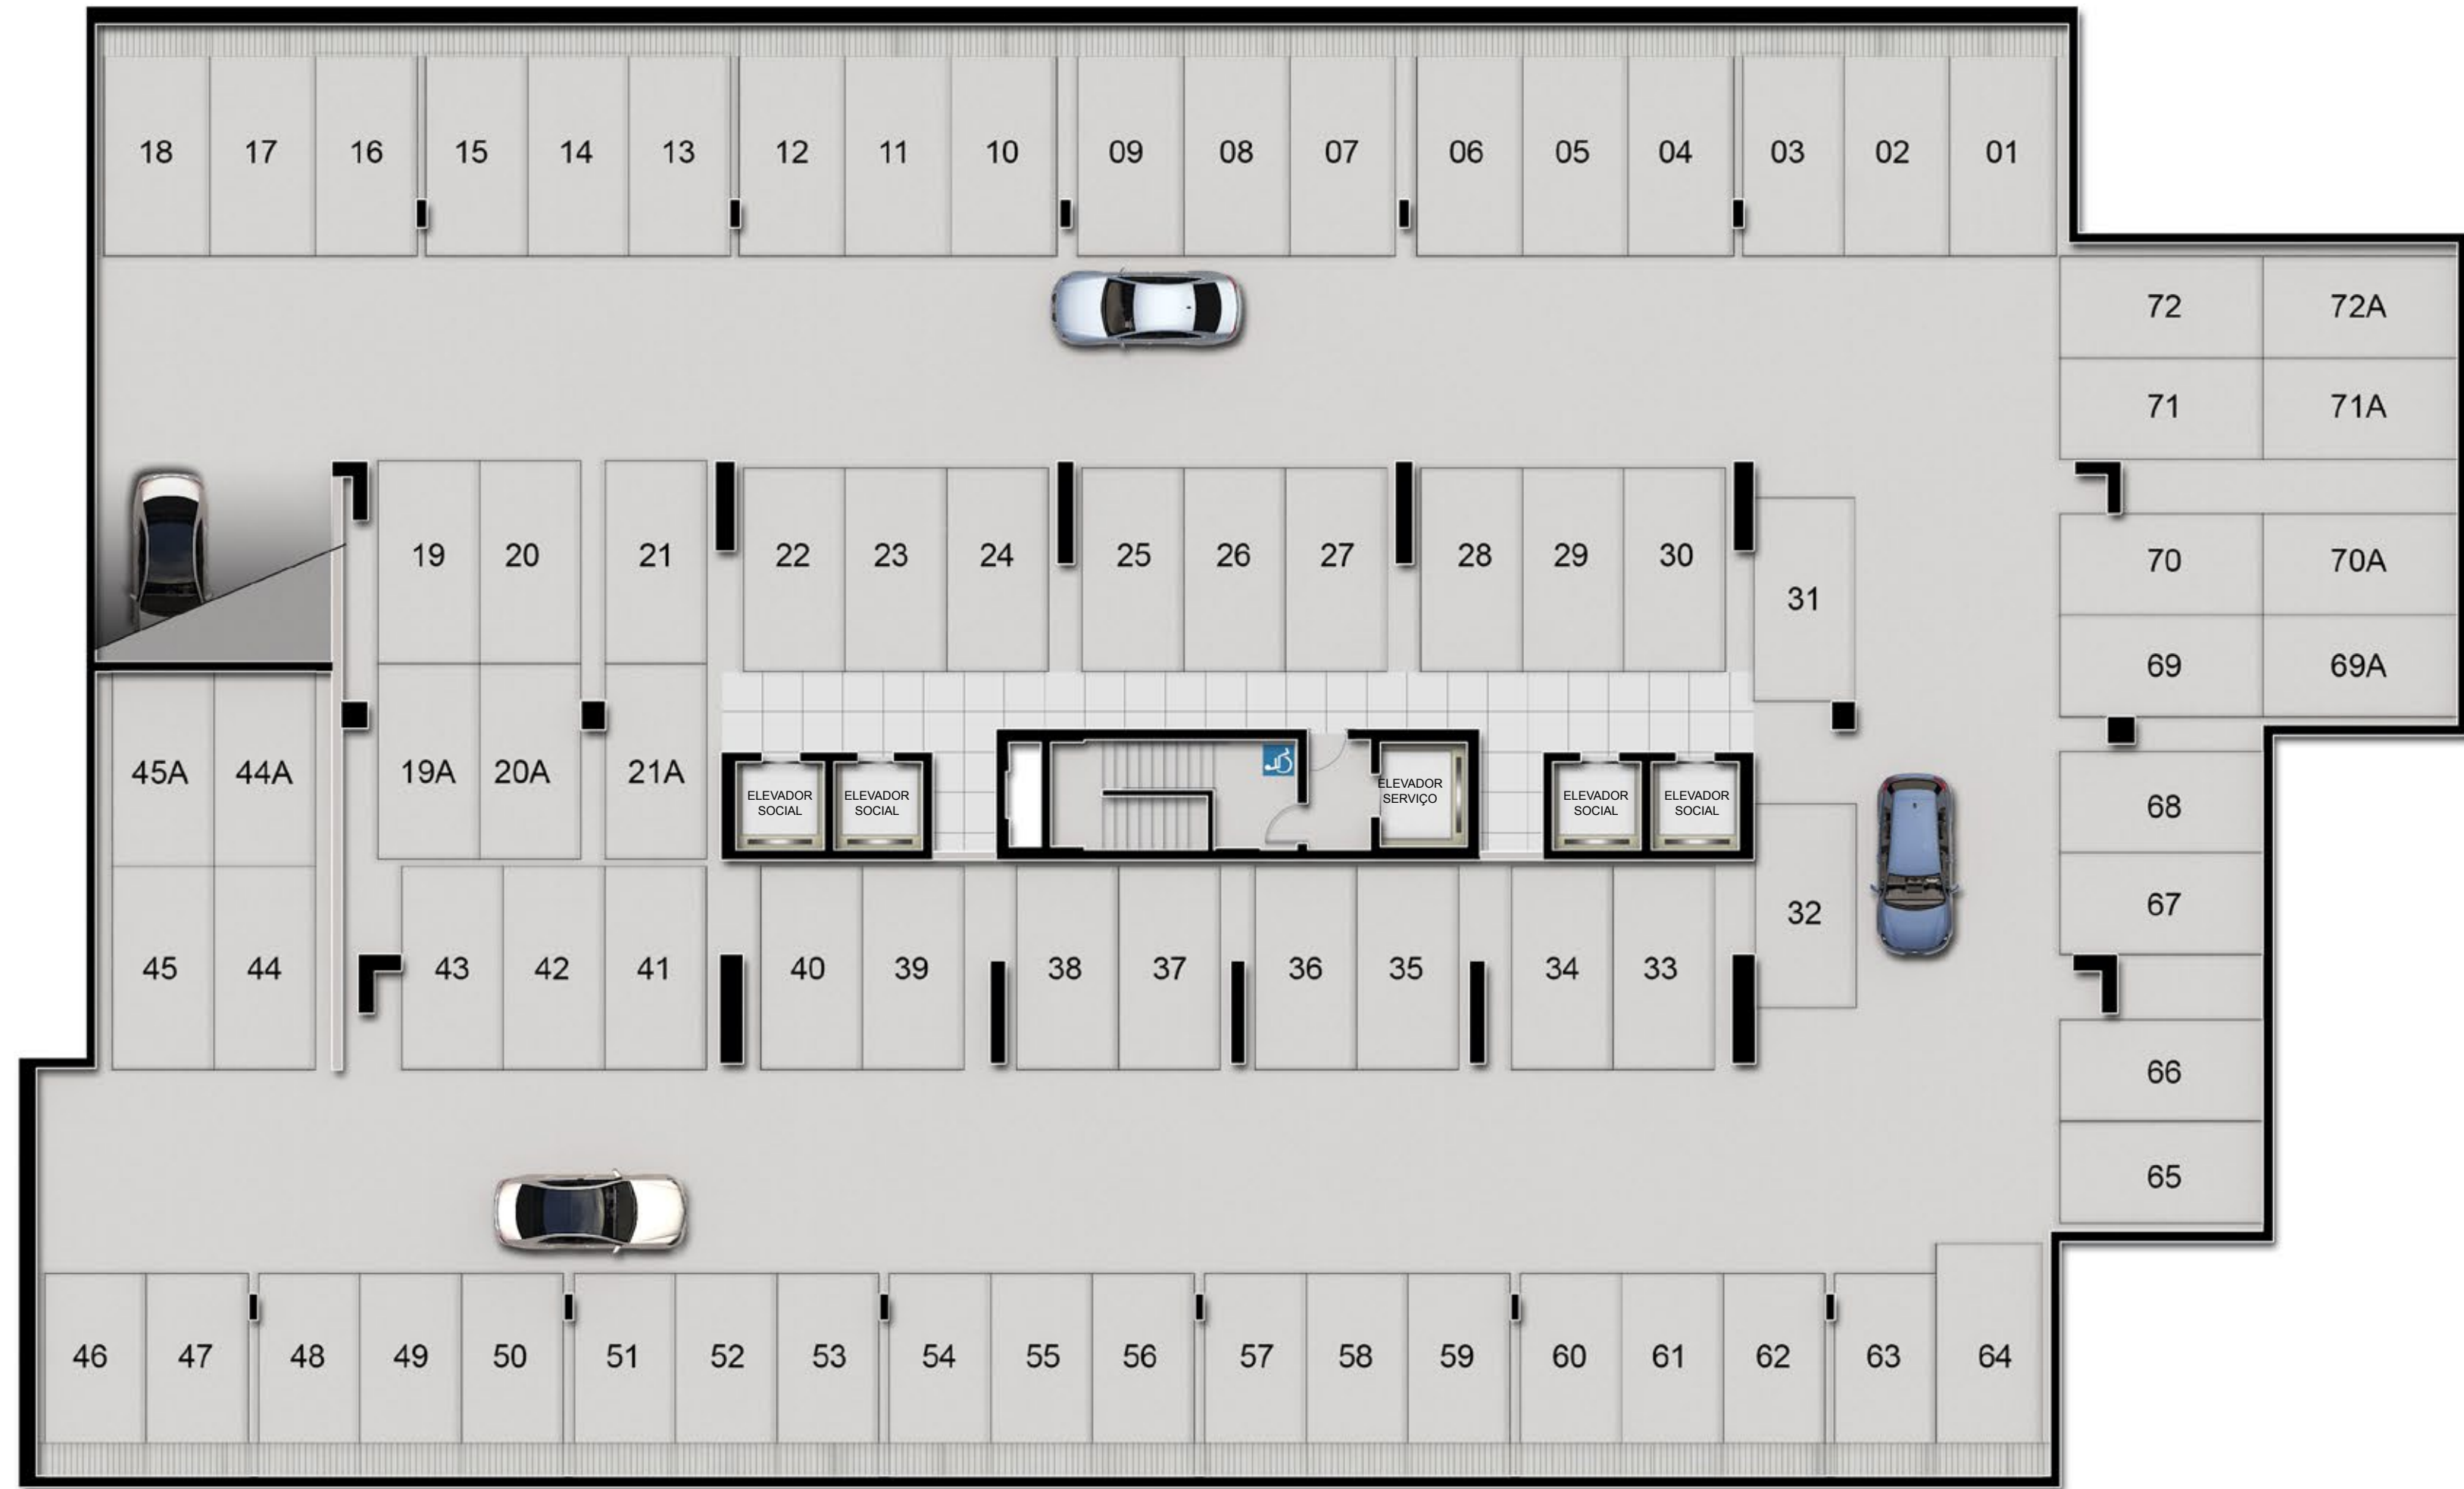 18 17 16 15 14 13 12 11 10 09 08 07 06 05 04 03 02 01
72 72A
71 71A
19 20 21 22 23 24 25 26 27 28 29 30
31
70 70A
69 69A
45A 44A 19A 20A 21A
ELEVADOR
SOCIAL
ELEVADOR
SOCIAL
ELEVADOR
SERVIÇO
ELEVADOR
SOCIAL
ELEVADOR
SOCIAL
68
67
32
45 44 43 42 41 40 39 38 37 36 35 34 33
66
65
46 47 48 49 50 51 52 53 54 55 56 57 58 59 60 61 62 63 64